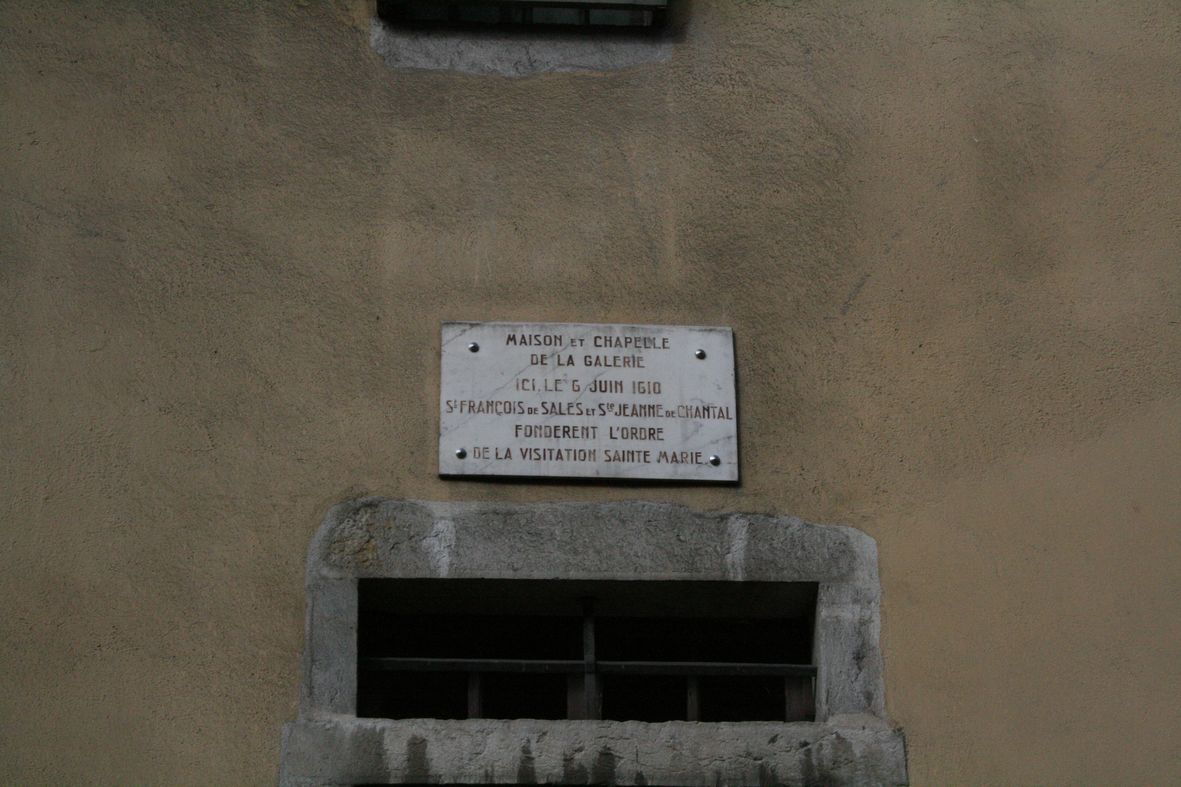 MAISON ET CHAPELLE
DE LA GALERIE
ICI, LE 6 JUIN 1610
ST FRANÇOIS DE SALES ET STE JEANNE DE CHANTAL
FONDERENT L'ORDRE
DE LA VISITATION SAINTE MARIE